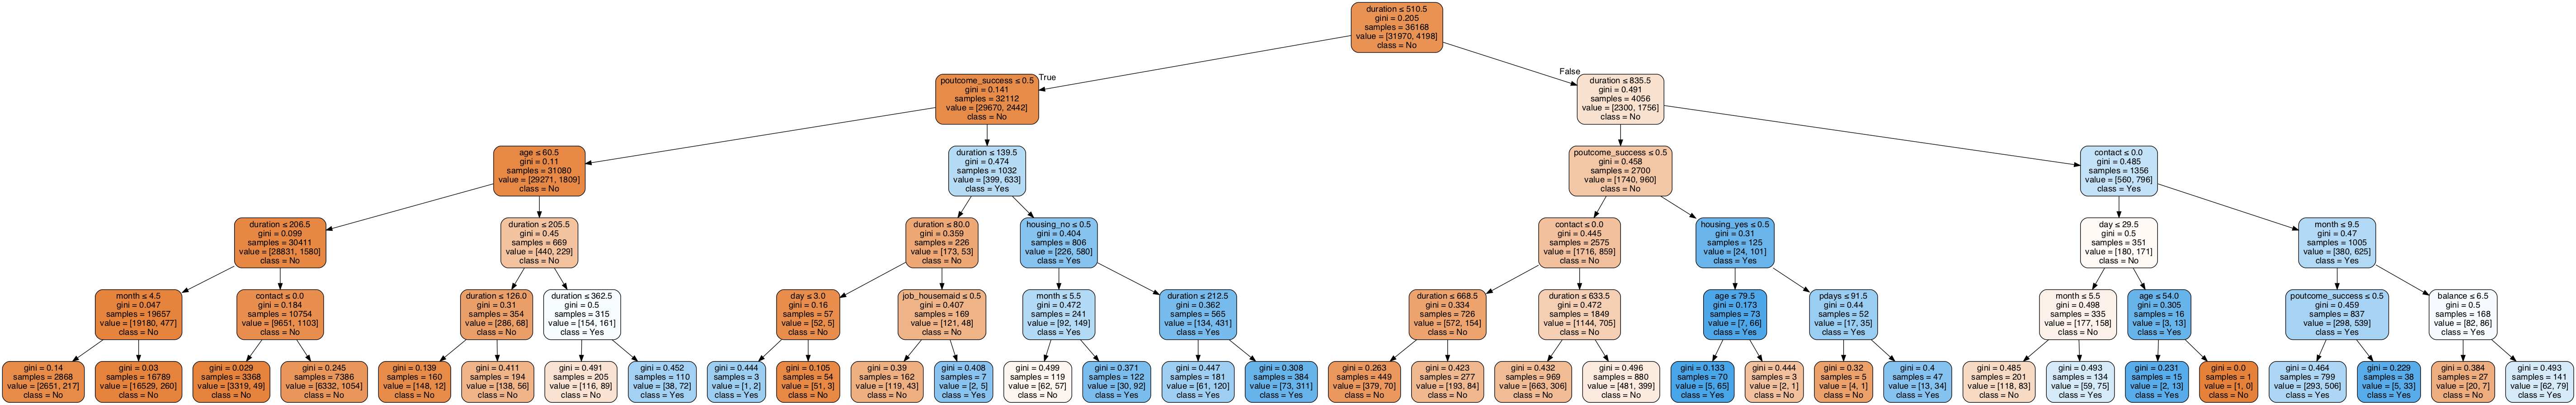 duration ≤ 510.5
gini = 0.205
samples = 36168
value = [31970, 4198]
class = No
True
False
poutcome_success ≤ 0.5
gini = 0.141
samples = 32112
value = [29670, 2442]
class = No
duration ≤ 835.5
gini = 0.491
samples = 4056
value = [2300, 1756]
class = No
age ≤ 60.5
gini = 0.11
samples = 31080
value = [29271, 1809]
class = No
duration ≤ 139.5
gini = 0.474
samples = 1032
value = [399, 633]
class = Yes
poutcome_success ≤ 0.5
gini = 0.458
samples = 2700
value = [1740, 960]
class = No
contact ≤ 0.0
gini = 0.485
samples = 1356
value = [560, 796]
class = Yes
duration ≤ 206.5
gini = 0.099
samples = 30411
value = [28831, 1580]
class = No
duration ≤ 205.5
gini = 0.45
samples = 669
value = [440, 229]
class = No
duration ≤ 80.0
gini = 0.359
samples = 226
value = [173, 53]
class = No
housing_no ≤ 0.5
gini = 0.404
samples = 806
value = [226, 580]
class = Yes
contact ≤ 0.0
gini = 0.445
samples = 2575
value = [1716, 859]
class = No
housing_yes ≤ 0.5
gini = 0.31
samples = 125
value = [24, 101]
class = Yes
day ≤ 29.5
gini = 0.5
samples = 351
value = [180, 171]
class = No
month ≤ 9.5
gini = 0.47
samples = 1005
value = [380, 625]
class = Yes
month ≤ 4.5
gini = 0.047
samples = 19657
value = [19180, 477]
class = No
contact ≤ 0.0
gini = 0.184
samples = 10754
value = [9651, 1103]
class = No
duration ≤ 126.0
gini = 0.31
samples = 354
value = [286, 68]
class = No
duration ≤ 362.5
gini = 0.5
samples = 315
value = [154, 161]
class = Yes
day ≤ 3.0
gini = 0.16
samples = 57
value = [52, 5]
class = No
job_housemaid ≤ 0.5
gini = 0.407
samples = 169
value = [121, 48]
class = No
month ≤ 5.5
gini = 0.472
samples = 241
value = [92, 149]
class = Yes
duration ≤ 212.5
gini = 0.362
samples = 565
value = [134, 431]
class = Yes
duration ≤ 668.5
gini = 0.334
samples = 726
value = [572, 154]
class = No
duration ≤ 633.5
gini = 0.472
samples = 1849
value = [1144, 705]
class = No
age ≤ 79.5
gini = 0.173
samples = 73
value = [7, 66]
class = Yes
pdays ≤ 91.5
gini = 0.44
samples = 52
value = [17, 35]
class = Yes
month ≤ 5.5
gini = 0.498
samples = 335
value = [177, 158]
class = No
age ≤ 54.0
gini = 0.305
samples = 16
value = [3, 13]
class = Yes
poutcome_success ≤ 0.5
gini = 0.459
samples = 837
value = [298, 539]
class = Yes
balance ≤ 6.5
gini = 0.5
samples = 168
value = [82, 86]
class = Yes
gini = 0.14
samples = 2868
value = [2651, 217]
class = No
gini = 0.03
samples = 16789
value = [16529, 260]
class = No
gini = 0.029
samples = 3368
value = [3319, 49]
class = No
gini = 0.245
samples = 7386
value = [6332, 1054]
class = No
gini = 0.139
samples = 160
value = [148, 12]
class = No
gini = 0.411
samples = 194
value = [138, 56]
class = No
gini = 0.491
samples = 205
value = [116, 89]
class = No
gini = 0.452
samples = 110
value = [38, 72]
class = Yes
gini = 0.444
samples = 3
value = [1, 2]
class = Yes
gini = 0.105
samples = 54
value = [51, 3]
class = No
gini = 0.39
samples = 162
value = [119, 43]
class = No
gini = 0.408
samples = 7
value = [2, 5]
class = Yes
gini = 0.499
samples = 119
value = [62, 57]
class = No
gini = 0.371
samples = 122
value = [30, 92]
class = Yes
gini = 0.447
samples = 181
value = [61, 120]
class = Yes
gini = 0.308
samples = 384
value = [73, 311]
class = Yes
gini = 0.263
samples = 449
value = [379, 70]
class = No
gini = 0.423
samples = 277
value = [193, 84]
class = No
gini = 0.432
samples = 969
value = [663, 306]
class = No
gini = 0.496
samples = 880
value = [481, 399]
class = No
gini = 0.133
samples = 70
value = [5, 65]
class = Yes
gini = 0.444
samples = 3
value = [2, 1]
class = No
gini = 0.32
samples = 5
value = [4, 1]
class = No
gini = 0.4
samples = 47
value = [13, 34]
class = Yes
gini = 0.485
samples = 201
value = [118, 83]
class = No
gini = 0.493
samples = 134
value = [59, 75]
class = Yes
gini = 0.231
samples = 15
value = [2, 13]
class = Yes
gini = 0.0
samples = 1
value = [1, 0]
class = No
gini = 0.464
samples = 799
value = [293, 506]
class = Yes
gini = 0.229
samples = 38
value = [5, 33]
class = Yes
gini = 0.384
samples = 27
value = [20, 7]
class = No
gini = 0.493
samples = 141
value = [62, 79]
class = Yes